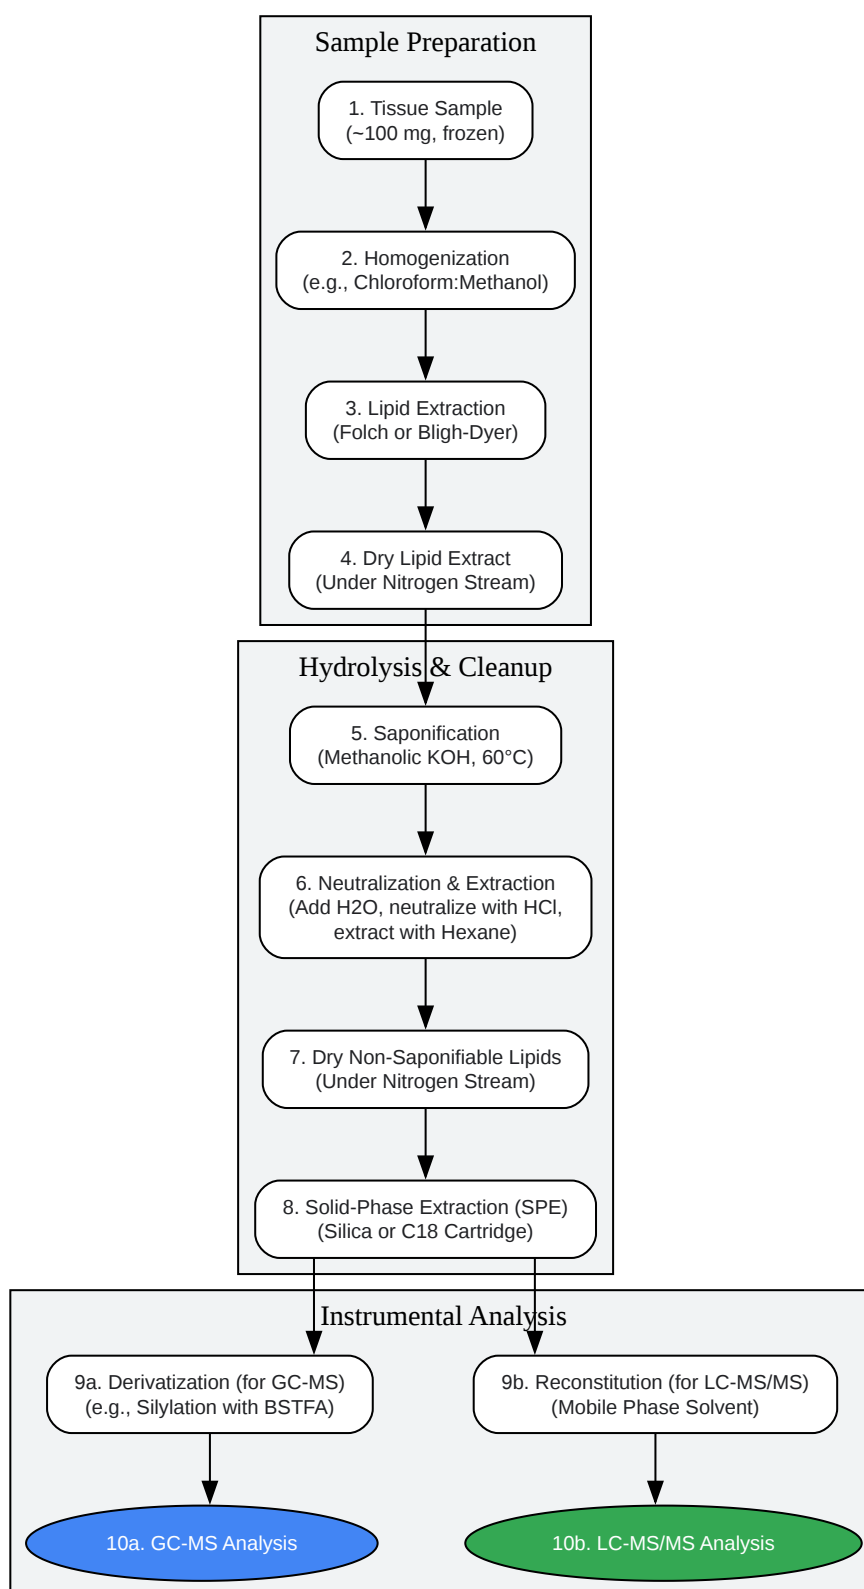 Sample Preparation
1. Tissue Sample
(~100 mg, frozen)
2. Homogenization
(e.g., Chloroform:Methanol)
3. Lipid Extraction
(Folch or Bligh-Dyer)
4. Dry Lipid Extract
(Under Nitrogen Stream)
Hydrolysis & Cleanup
5. Saponification
(Methanolic KOH, 60°C)
6. Neutralization & Extraction
(Add H2O, neutralize with HCl,
extract with Hexane)
7. Dry Non-Saponifiable Lipids
(Under Nitrogen Stream)
8. Solid-Phase Extraction (SPE)
(Silica or C18 Cartridge)
Instrumental Analysis
9a. Derivatization (for GC-MS)
(e.g., Silylation with BSTFA)
9b. Reconstitution (for LC-MS/MS)
(Mobile Phase Solvent)
10a. GC-MS Analysis
10b. LC-MS/MS Analysis